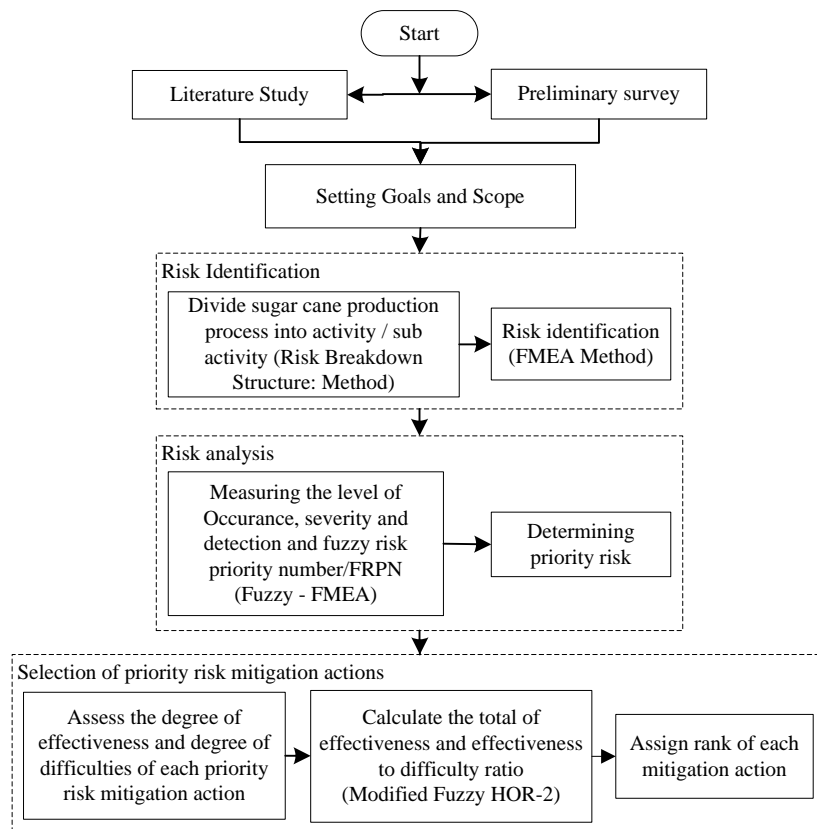 Start
Literature Study
Preliminary survey
Setting Goals and Scope
Risk Identification
Divide sugar cane production
process into activity / sub
activity (Risk Breakdown
Structure: Method)
Risk identification
(FMEA Method)
Risk analysis
Measuring the level of
Occurance, severity and
detection and fuzzy risk
priority number/FRPN
(Fuzzy - FMEA)
Determining
priority risk
Selection of priority risk mitigation actions
Assess the degree of
effectiveness and degree of
difficulties of each priority
risk mitigation action
Calculate the total of
effectiveness and effectiveness
to difficulty ratio
(Modified Fuzzy HOR-2)
Assign rank of each
mitigation action